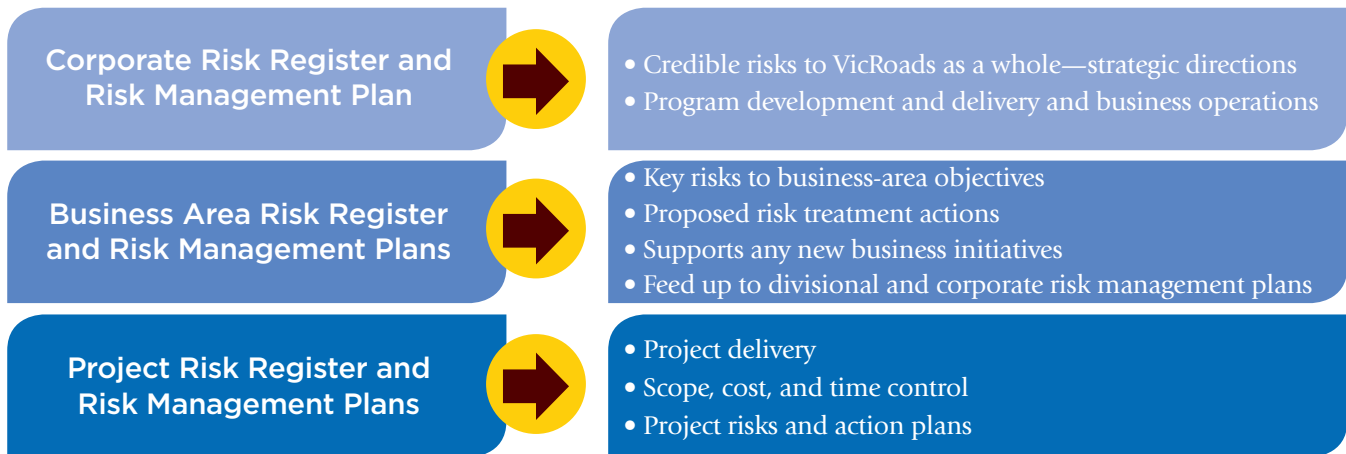 Corporate Risk Register and
Risk Management Plan
• Credible risks to VicRoads as a whole—strategic directions
• Program development and delivery and business operations
Business Area Risk Register
and Risk Management Plans
• Key risks to business-area objectives
• Proposed risk treatment actions
• Supports any new business initiatives
• Feed up to divisional and corporate risk management plans
Project Risk Register and
Risk Management Plans
• Project delivery
• Scope, cost, and time control
• Project risks and action plans